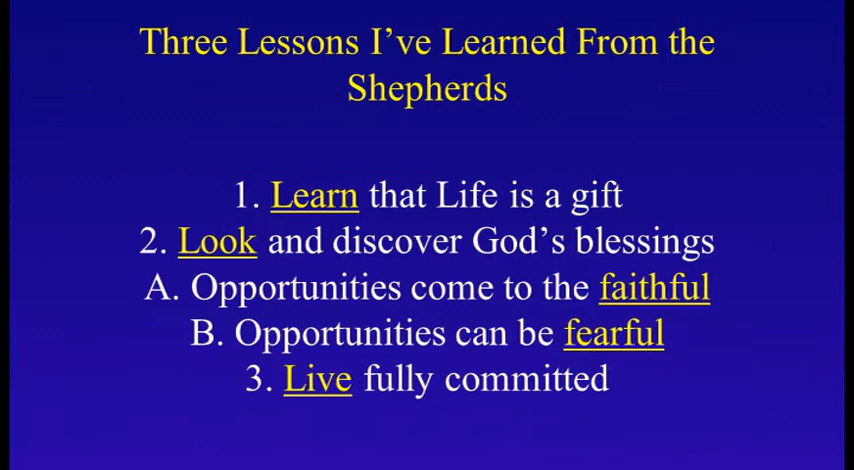 Three Lessons I’ve Learned From the
Shepherds
1. Learn that Life is a gift
2. Look and discover God’s blessings
A. Opportunities come to the faithful
B. Opportunities can be fearful
3. Live fully committed